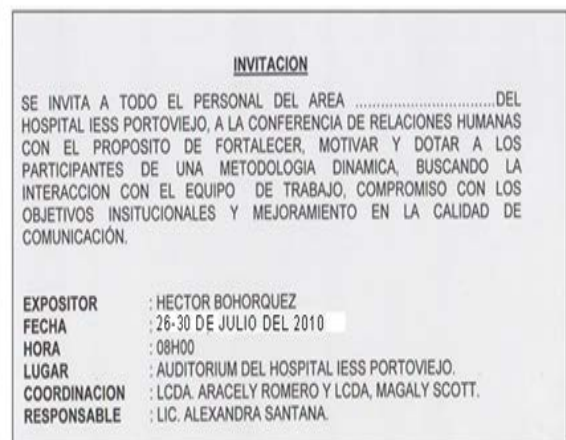 INVITACION
SE INVITA A TODO EL PERSONAL DEL AREA .................................DEL
HOSPITAL IESS PORTOVIEJO, A LA CONFERENCIA DE RELACIONES HUMANAS
CON EL PROPOSITO DE FORTALECER, MOTIVAR Y DOTAR A LOS
PARTICIPANTES DE UNA METODOLOGIA DINAMICA, BUSCANDO LA
INTERACCION CON EL EQUIPO DE TRABAJO, COMPROMISO CON LOS
OBJETIVOS INSITUCIONALES Y MEJORAMIENTO EN LA CALIDAD DE
COMUNICACIÓN.
EXPOSITOR : HECTOR BOHORQUEZ
FECHA : 26-30 DE JULIO DEL 2010
HORA : 08H00
LUGAR : AUDITORIUM DEL HOSPITAL IESS PORTOVIEJO.
COORDINACION : LCDA. ARACELY ROMERO Y LCDA, MAGALY SCOTT.
RESPONSABLE : LIC. ALEXANDRA SANTANA.